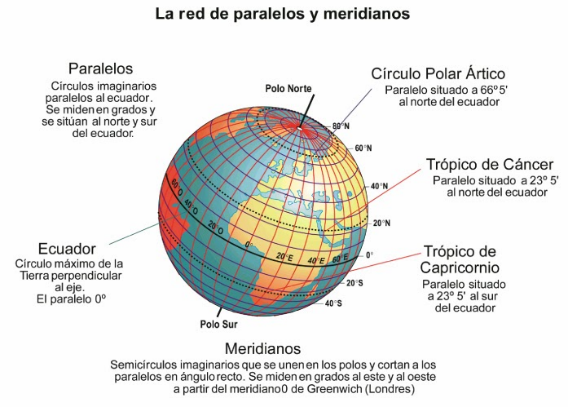 La red de paralelos y meridianos
Paralelos
Círculos imaginarios
paralelos al ecuador.
Se miden en grados y
se sitúan al norte y sur
del ecuador.
Polo Norte
Círculo Polar Ártico
Paralelo situado a 66º 5'
al norte del ecuador
80°N
60°N
Trópico de Cáncer
Paralelo situado a 23º 5'
al norte del ecuador
40°N
20°N
60°O
40°O
20°O
0°
20°E
40°E
60°E
0°
Ecuador
Círculo máximo de la
Tierra perpendicular
al eje.
El paralelo 0º
Trópico de
Capricornio
Paralelo situado
a 23º 5' al sur
del ecuador
20°S
40°S
Polo Sur
Meridianos
Semicírculos imaginarios que se unen en los polos y cortan a los
paralelos en ángulo recto. Se miden en grados al este y al oeste
a partir del meridiano0 de Greenwich (Londres)